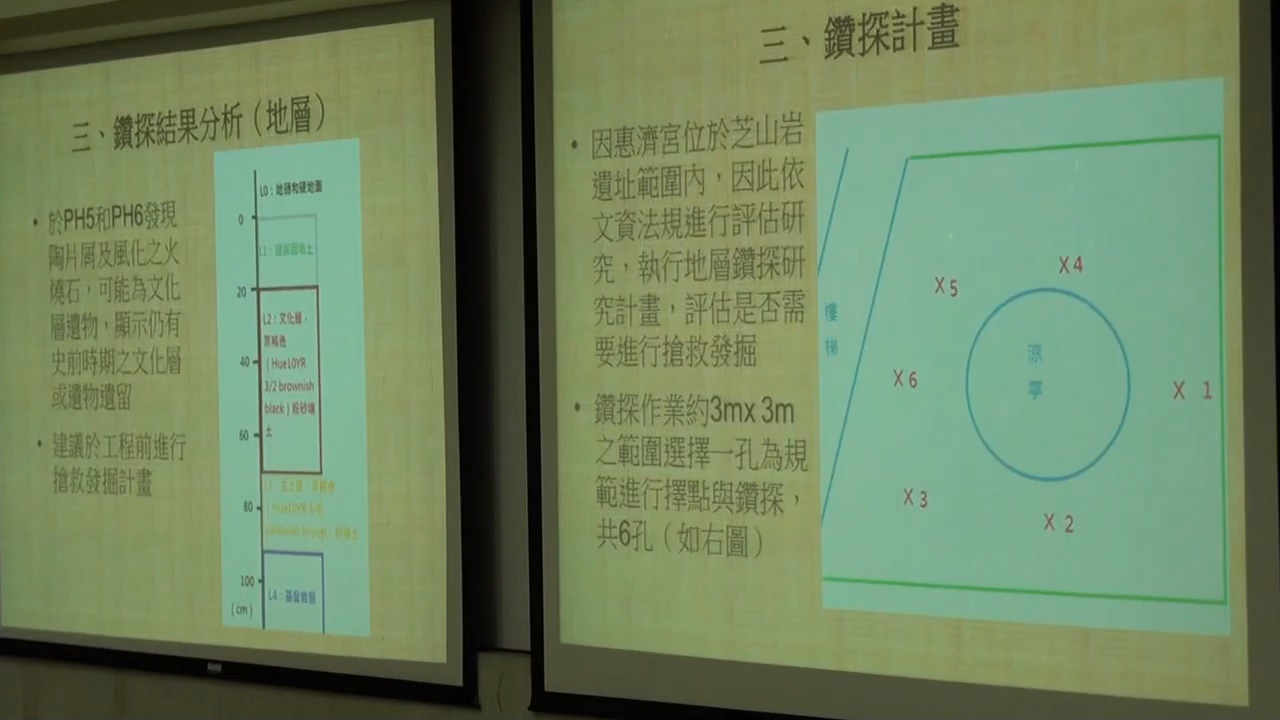 三、鑽探結果分析（地層）
• 於PH5和PH6發現
陶片屑及風化之火
燒石，可能為文化
層遺物，顯示仍有
史前時期之文化層
或遺物遺留
• 建議於工程前進行
搶救發掘計畫
L0：地磚和硬地面
0
20
L2：文化層，
黑褐色
（Hue10YR
3/2 brownish
black）粉砂壤
土
40
60
80
100
(cm)
L4：基盤岩層
三、鑽探計畫
• 因惠濟宮位於芝山岩
遺址範圍內，因此依
文資法規進行評估研
究，執行地層鑽探研
究計畫，評估是否需
要進行搶救發掘
• 鑽探作業約3mx 3m
之範圍選擇一孔為規
範進行擇點與鑽探，
共6孔（如右圖）
樓
梯
X 4
X 5
X 6
涼
亭
X 1
X 3
X 2